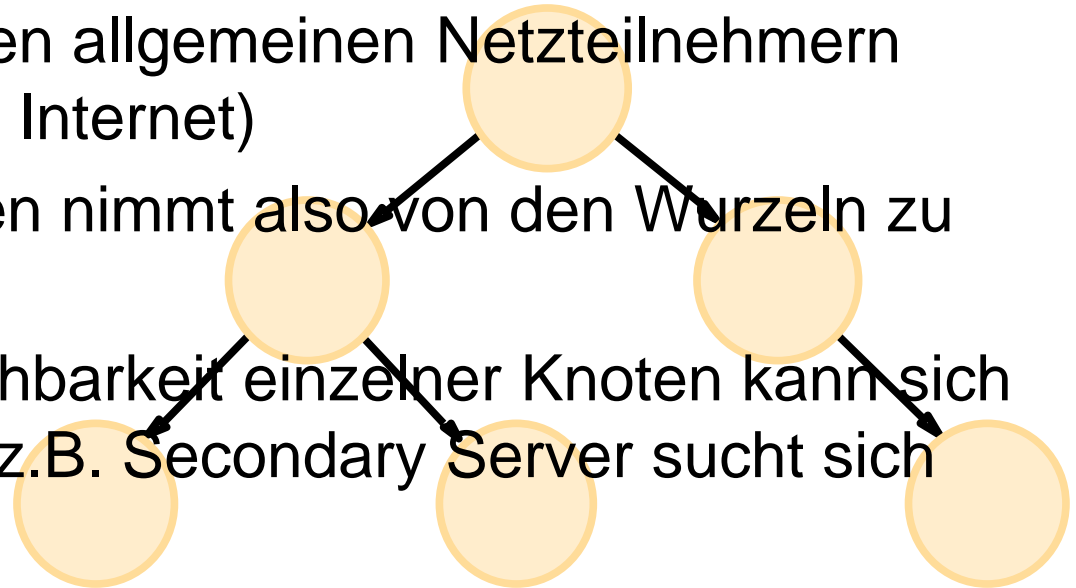 en allgemeinen Netzteilnehmern
Internet)
en nimmt also von den Wurzeln zu
hbarkeit einzelner Knoten kann sich
z.B. Secondary Server sucht sich